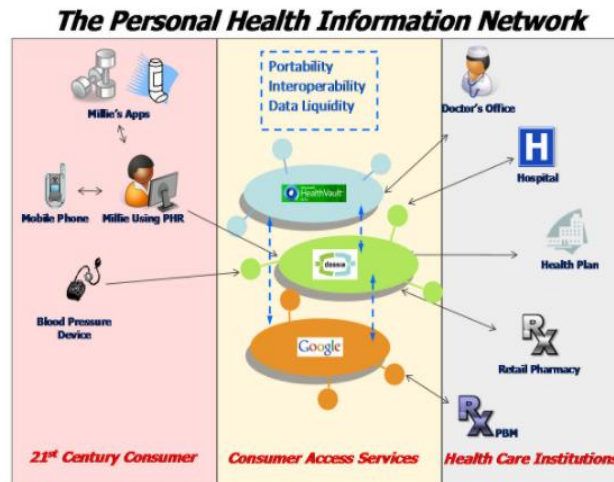 The Personal Health Information Network
Portability
Interoperability
Data Liquidity
Millie's Apps
Mobile Phone
Millie Using PHR
Blood Pressure
Device
HealthVault
dossia
Google
Doctor's Office
H
Hospital
Health Plan
Rx
Retail Pharmacy
Rx PBM
21st Century Consumer
Consumer Access Services
Health Care Institutions